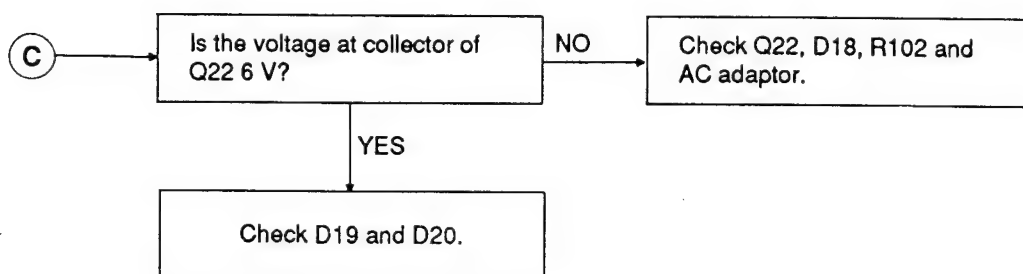 C
Is the voltage at collector of
Q22 6 V?
NO
Check Q22, D18, R102 and
AC adaptor.
YES
Check D19 and D20.